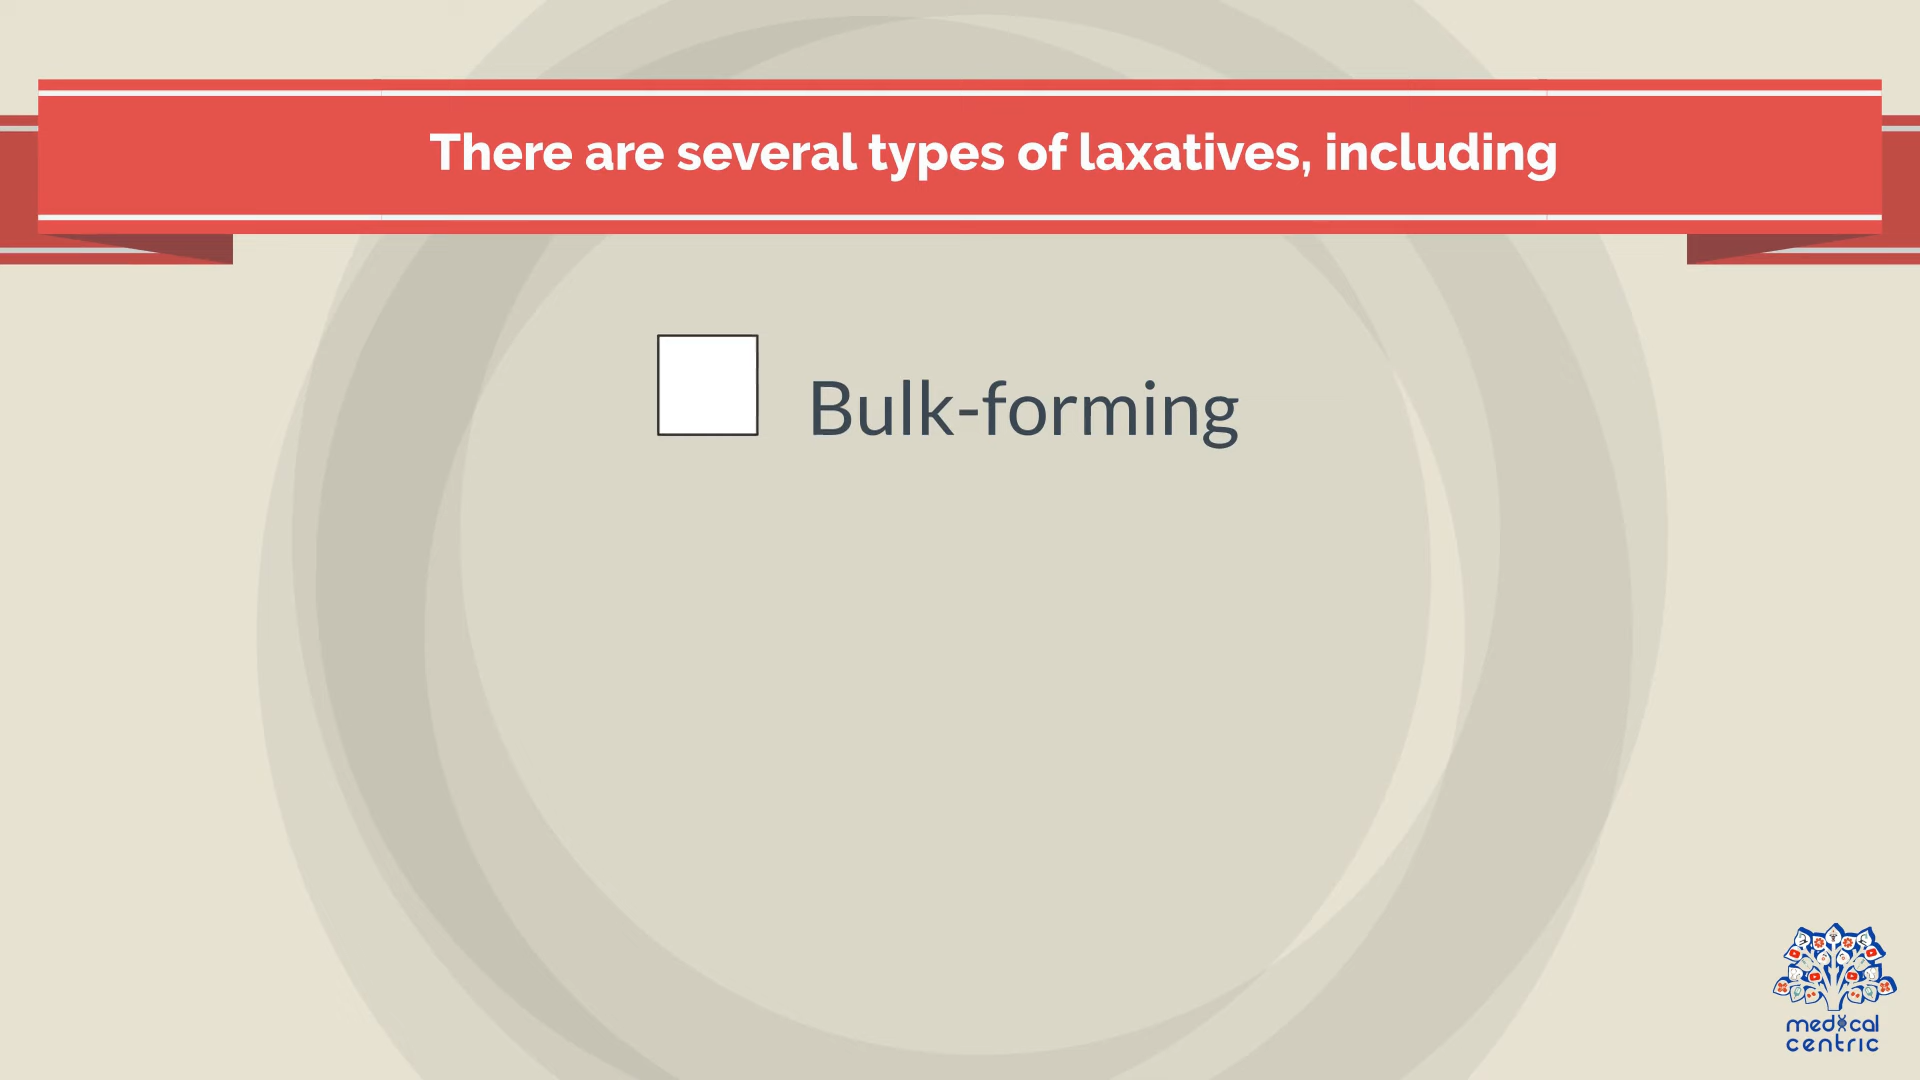 There are several types of laxatives, including
Bulk-forming
medical
centric